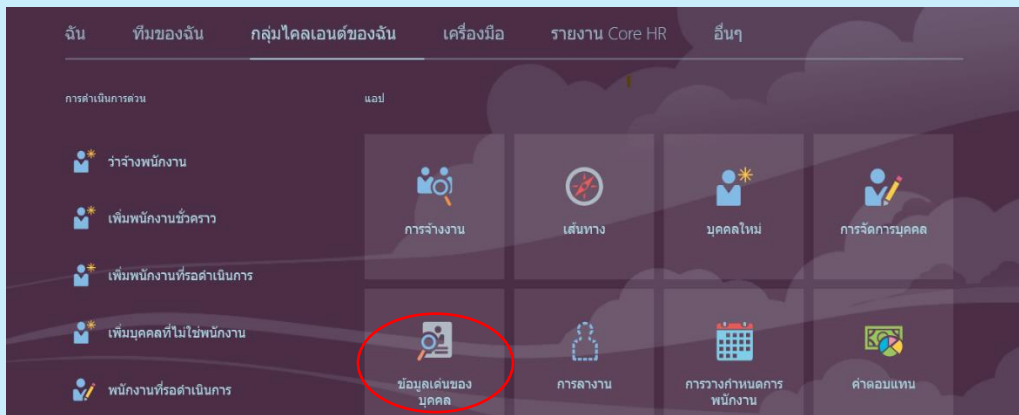 ฉัน ทีมของฉัน กลุ่มไคลเอนต์ของฉัน เครื่องมือ รายงาน Core HR อื่นๆ
การดำเนินการด่วน
แอป
ว่าจ้างพนักงาน
เพิ่มพนักงานชั่วคราว
เพิ่มพนักงานที่รอดำเนินการ
เพิ่มบุคคลที่ไม่ใช่พนักงาน
พนักงานที่รอดำเนินการ
การจ้างงาน
เส้นทาง
บุคคลใหม่
การจัดการบุคคล
ข้อมูลเด่นของ
บุคคล
การลางาน
การวางกำหนดการ
พนักงาน
ค่าตอบแทน